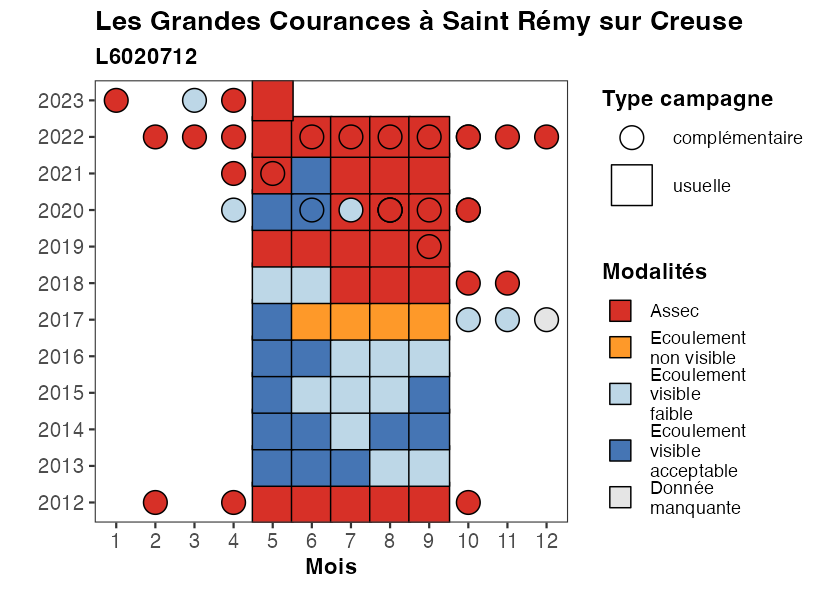 Les Grandes Courances à Saint Rémy sur Creuse
L6020712
2023
2022
2021
2020
2019
2018
2017
2016
2015
2014
2013
2012
1 2 3 4 5 6 7 8 9 10 11 12
Mois
Type campagne
complémentaire
usuelle
Modalités
Assec
Ecoulement
non visible
Ecoulement
visible
faible
Ecoulement
visible
acceptable
Donnée
manquante